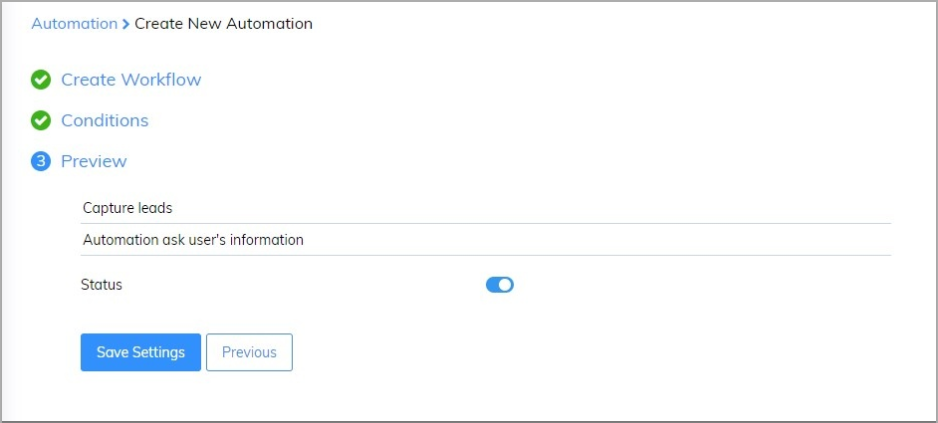 Automation > Create New Automation
Create Workflow
Conditions
3 Preview
Capture leads
Automation ask user's information
Status
Save Settings Previous